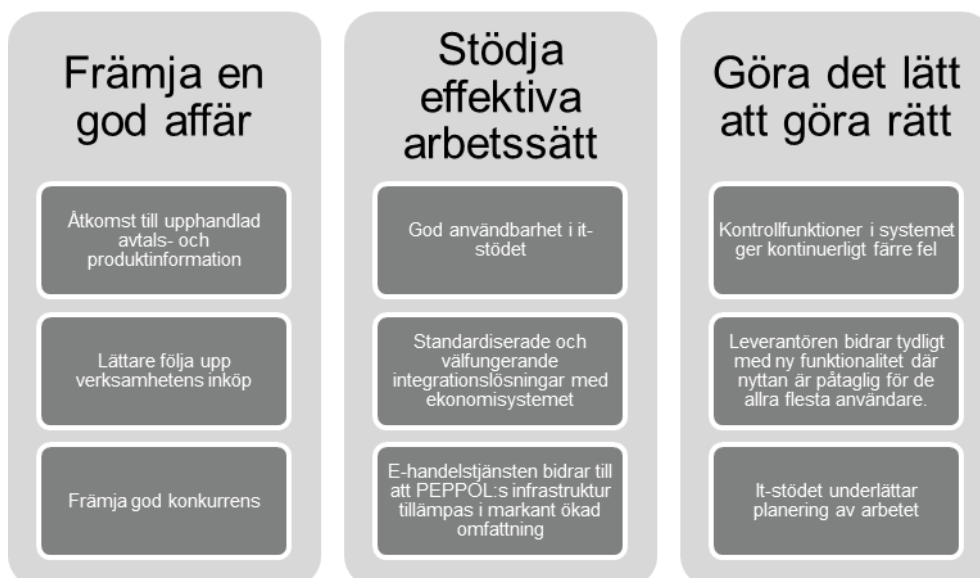 Främja en
god affär
Åtkomst till upphandlad
avtals- och
produktinformation
Lättare följa upp
verksamhetens inköp
Främja god konkurrens
Stödja
effektiva
arbetssätt
God användbarhet i it-
stödet
Standardiserade och
välfungerande
integrationslösningar med
ekonomisystemet
E-handelstjänsten bidrar till
att PEPPOL:s infrastruktur
tillämpas i markant ökad
omfattning
Göra det lätt
att göra rätt
Kontrollfunktioner i systemet
ger kontinuerligt färre fel
Leverantören bidrar tydligt
med ny funktionalitet där
nyttan är påtaglig för de
allra flesta användare.
It-stödet underlättar
planering av arbetet